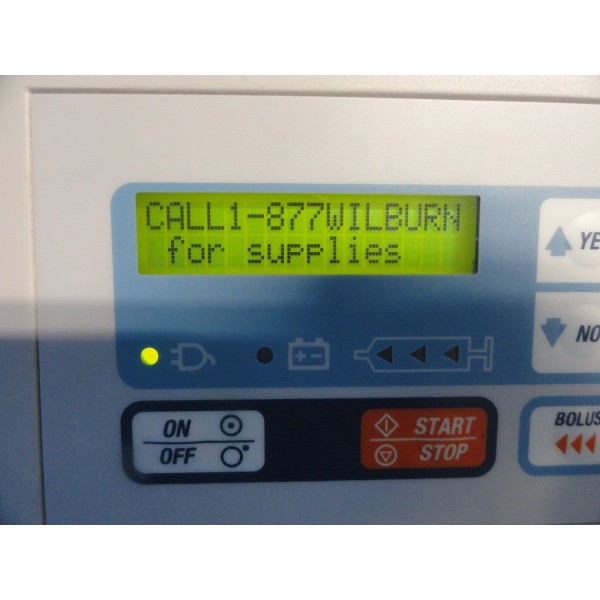 CALL1-877WILBURN
for supplies
YE
NO
ON
OFF
START
STOP
BOLUS